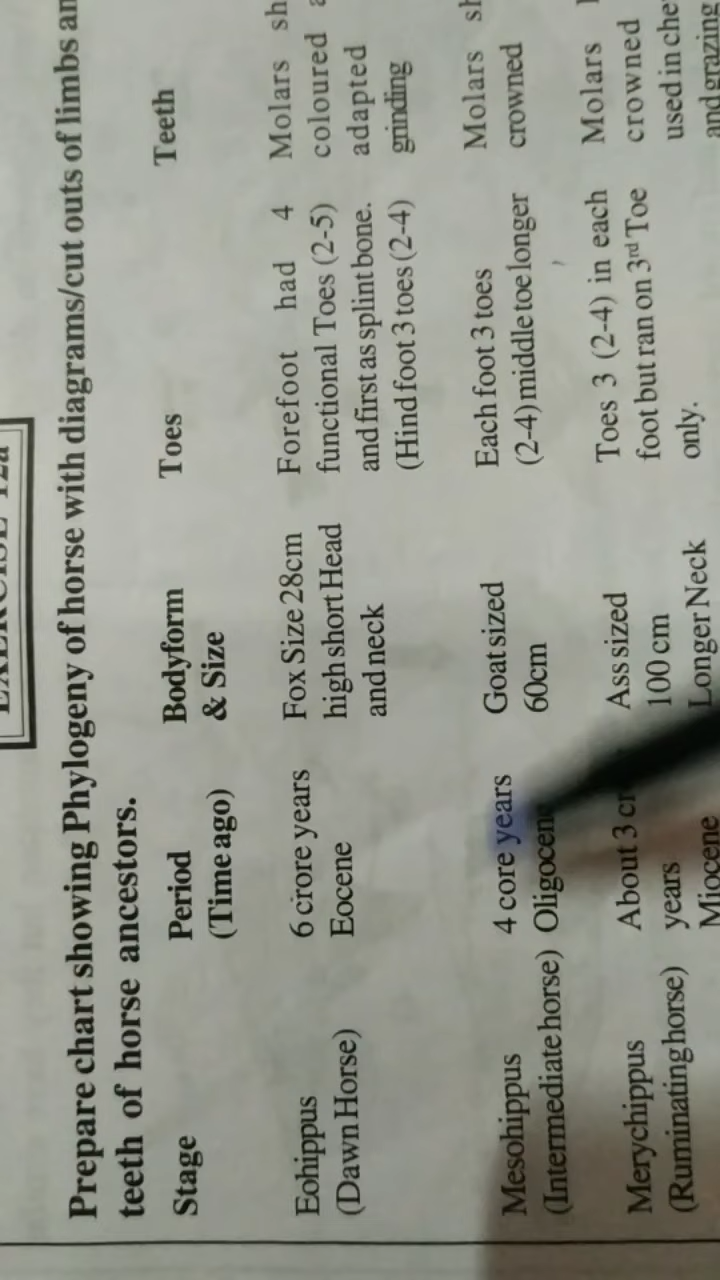 Prepare chart showing Phylogeny of horse with diagrams/cut outs of limbs
teeth of horse ancestors.
Stage Period Bodyform Toes Teeth
(Time ago) & Size
Eohippus 6 crore years Fox Size 28cm Forefoot had 4 Molars
(Dawn Horse) Eocene high short Head functional Toes (2-5) coloured
and neck and first as splint bone. adapted
(Hind foot 3 toes (2-4) grinding
Mesohippus 4 core years Goat sized Each foot 3 toes Molars
(Intermediate horse) Oligocene 60cm (2-4) middle toe longer crowned
Merychippus About 3 Ass sized Toes 3 (2-4) in each Molars
(Ruminating horse) years 100 cm foot but ran on 3rd Toe crowned
Miocene Longer Neck only. used in
and grazing